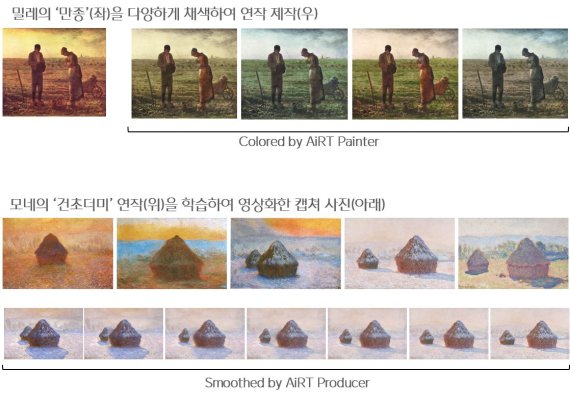 밀레의 ‘만종’(좌)을 다양하게 채색하여 연작 제작(우)
Colored by AiRT Painter
모네의 ‘건초더미’ 연작(위)을 학습하여 영상화한 캡쳐 사진(아래)
Smoothed by AiRT Producer